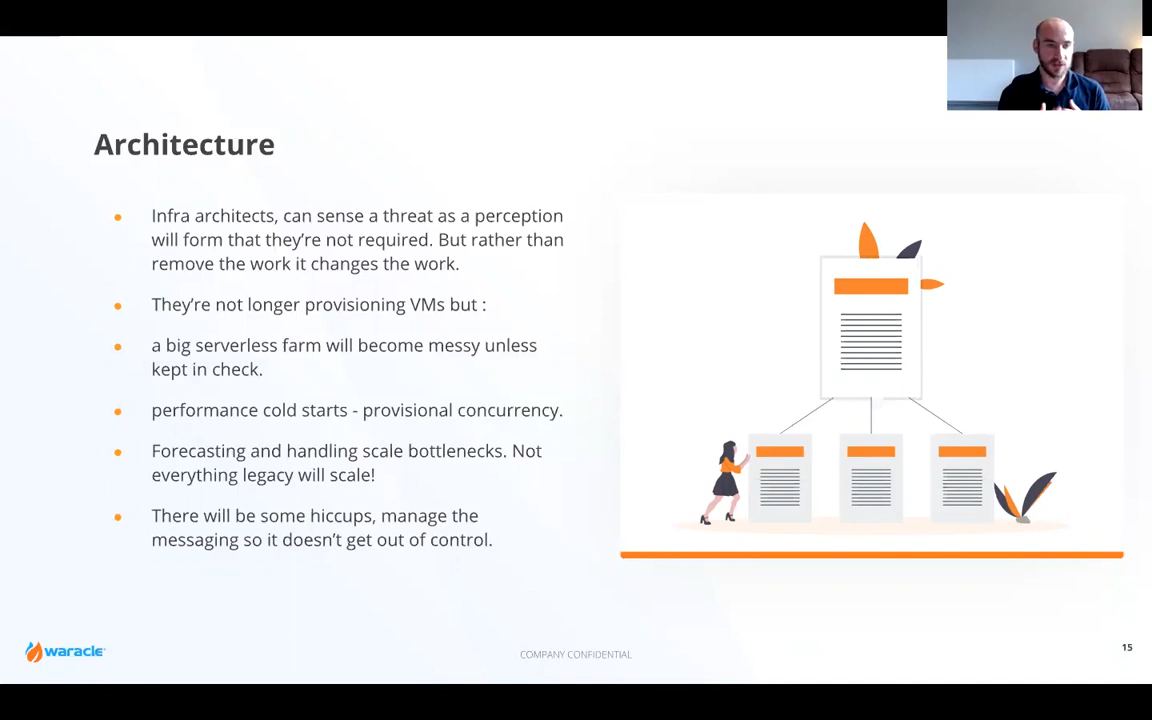 Architecture
Infra architects, can sense a threat as a perception
will form that they're not required. But rather than
remove the work it changes the work.
They're not longer provisioning VMs but :
a big serverless farm will become messy unless
kept in check.
performance cold starts - provisional concurrency.
Forecasting and handling scale bottlenecks. Not
everything legacy will scale!
There will be some hiccups, manage the
messaging so it doesn't get out of control.
waracle
COMPANY CONFIDENTIAL
15